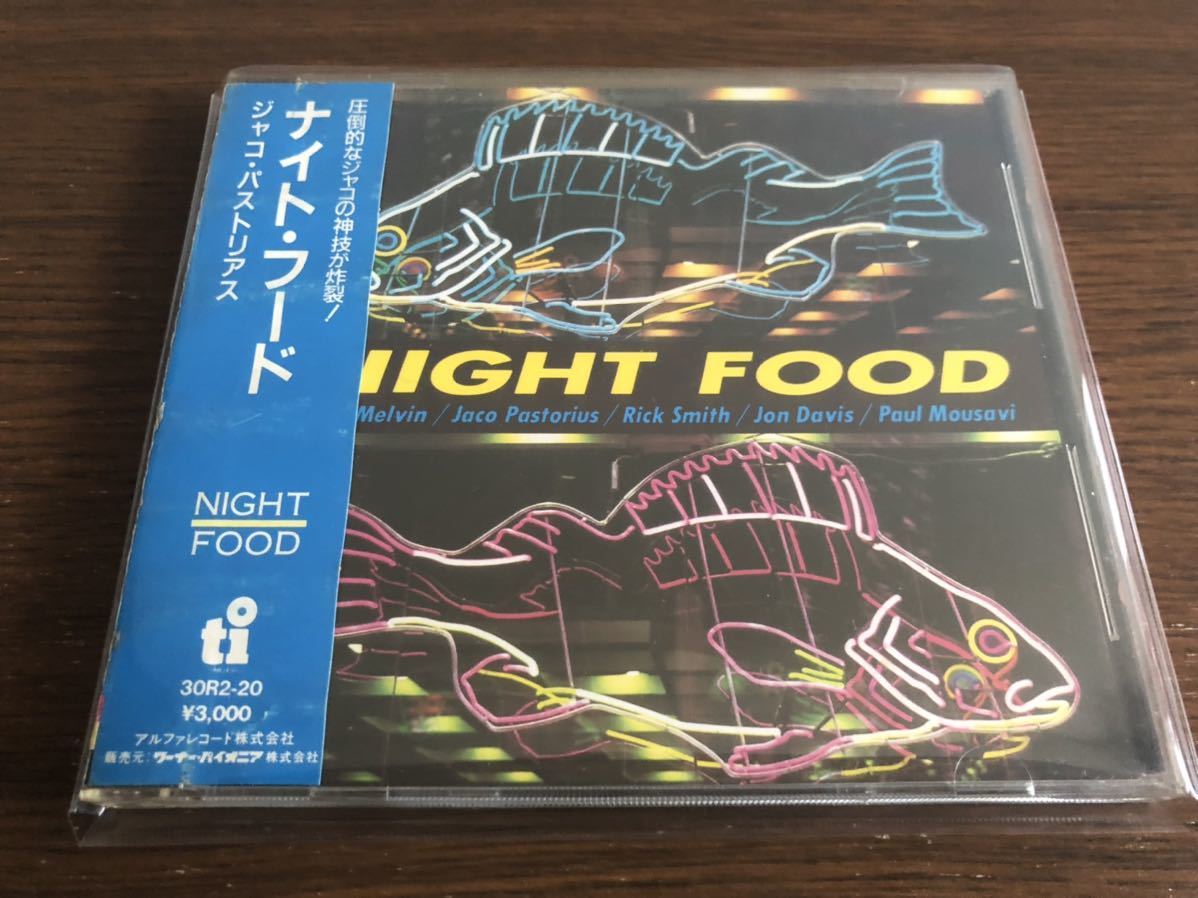 圧倒的なジャコの神技が炸裂!
ナイト・フード
ジャコ・パストリアス
NIGHT
FOOD
ti
30R2-20
¥3,000
アルファレコード株式会社
販売元:ワーナー・パイオニア株式会社
NIGHT FOOD
Melvin / Jaco Pastorius / Rick Smith / Jon Davis / Paul Mousavi